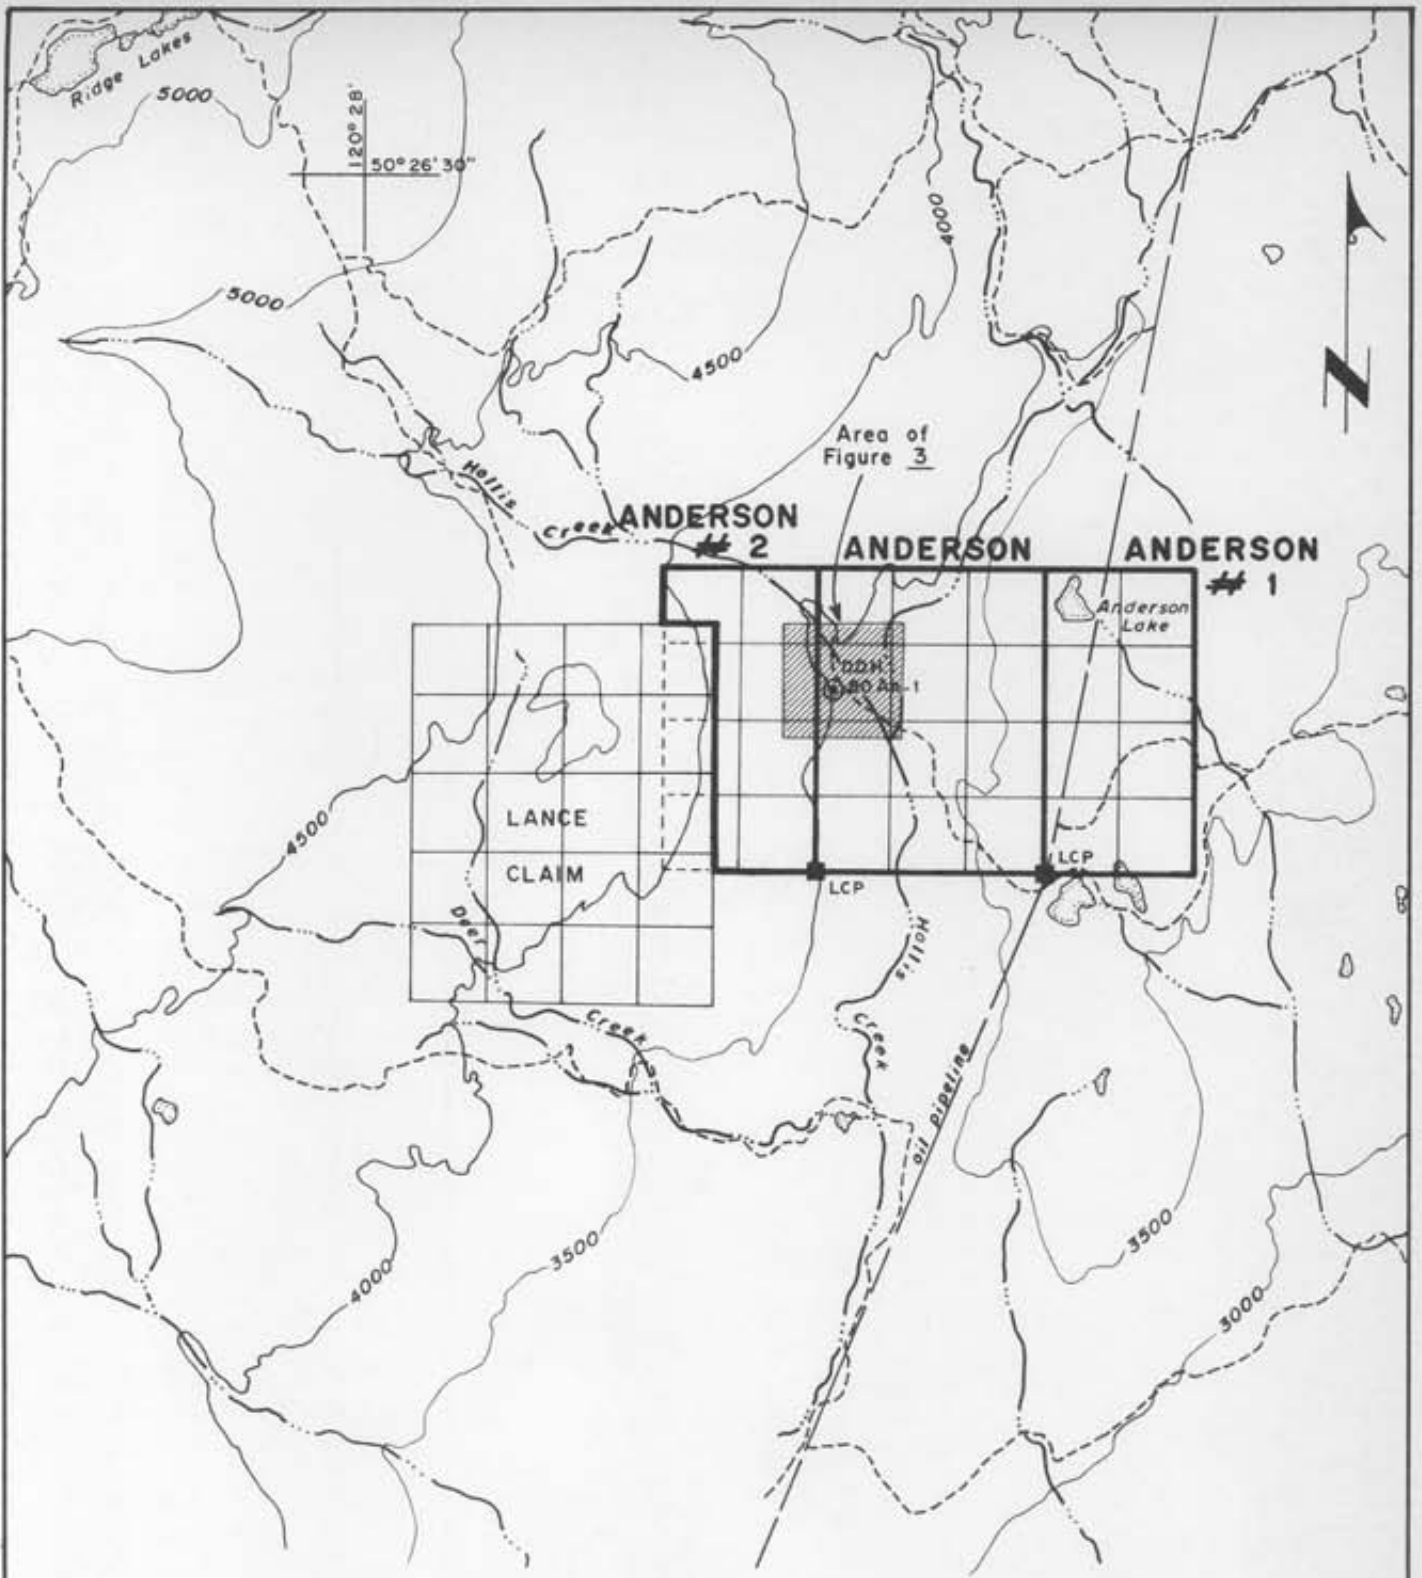 Ridge Lakes
5000
120° 28'
50° 26' 30"
4000
5000
4500
Area of
Figure 3
N
Hollis
Creek
ANDERSON
# 2
ANDERSON
ANDERSON
# 1
Anderson
Lake
DDH
80 An-1
4500
LANCE
CLAIM
LCP
LCP
Deer
Hollis
Creek
Creek
oil pipeline
3500
3500
4000
3000